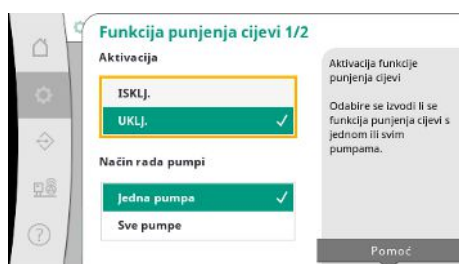 Funkcija punjenja cijevi 1/2
Aktivacija
ISKLJ.
UKLJ.
Način rada pumpi
Jedna pumpa
Sve pumpe
Aktivacija funkcije
punjenja cijevi
Odabire se izvodi li se
funkcija punjenja cijevi s
jednom ili svim
pumpama.
Pomoć